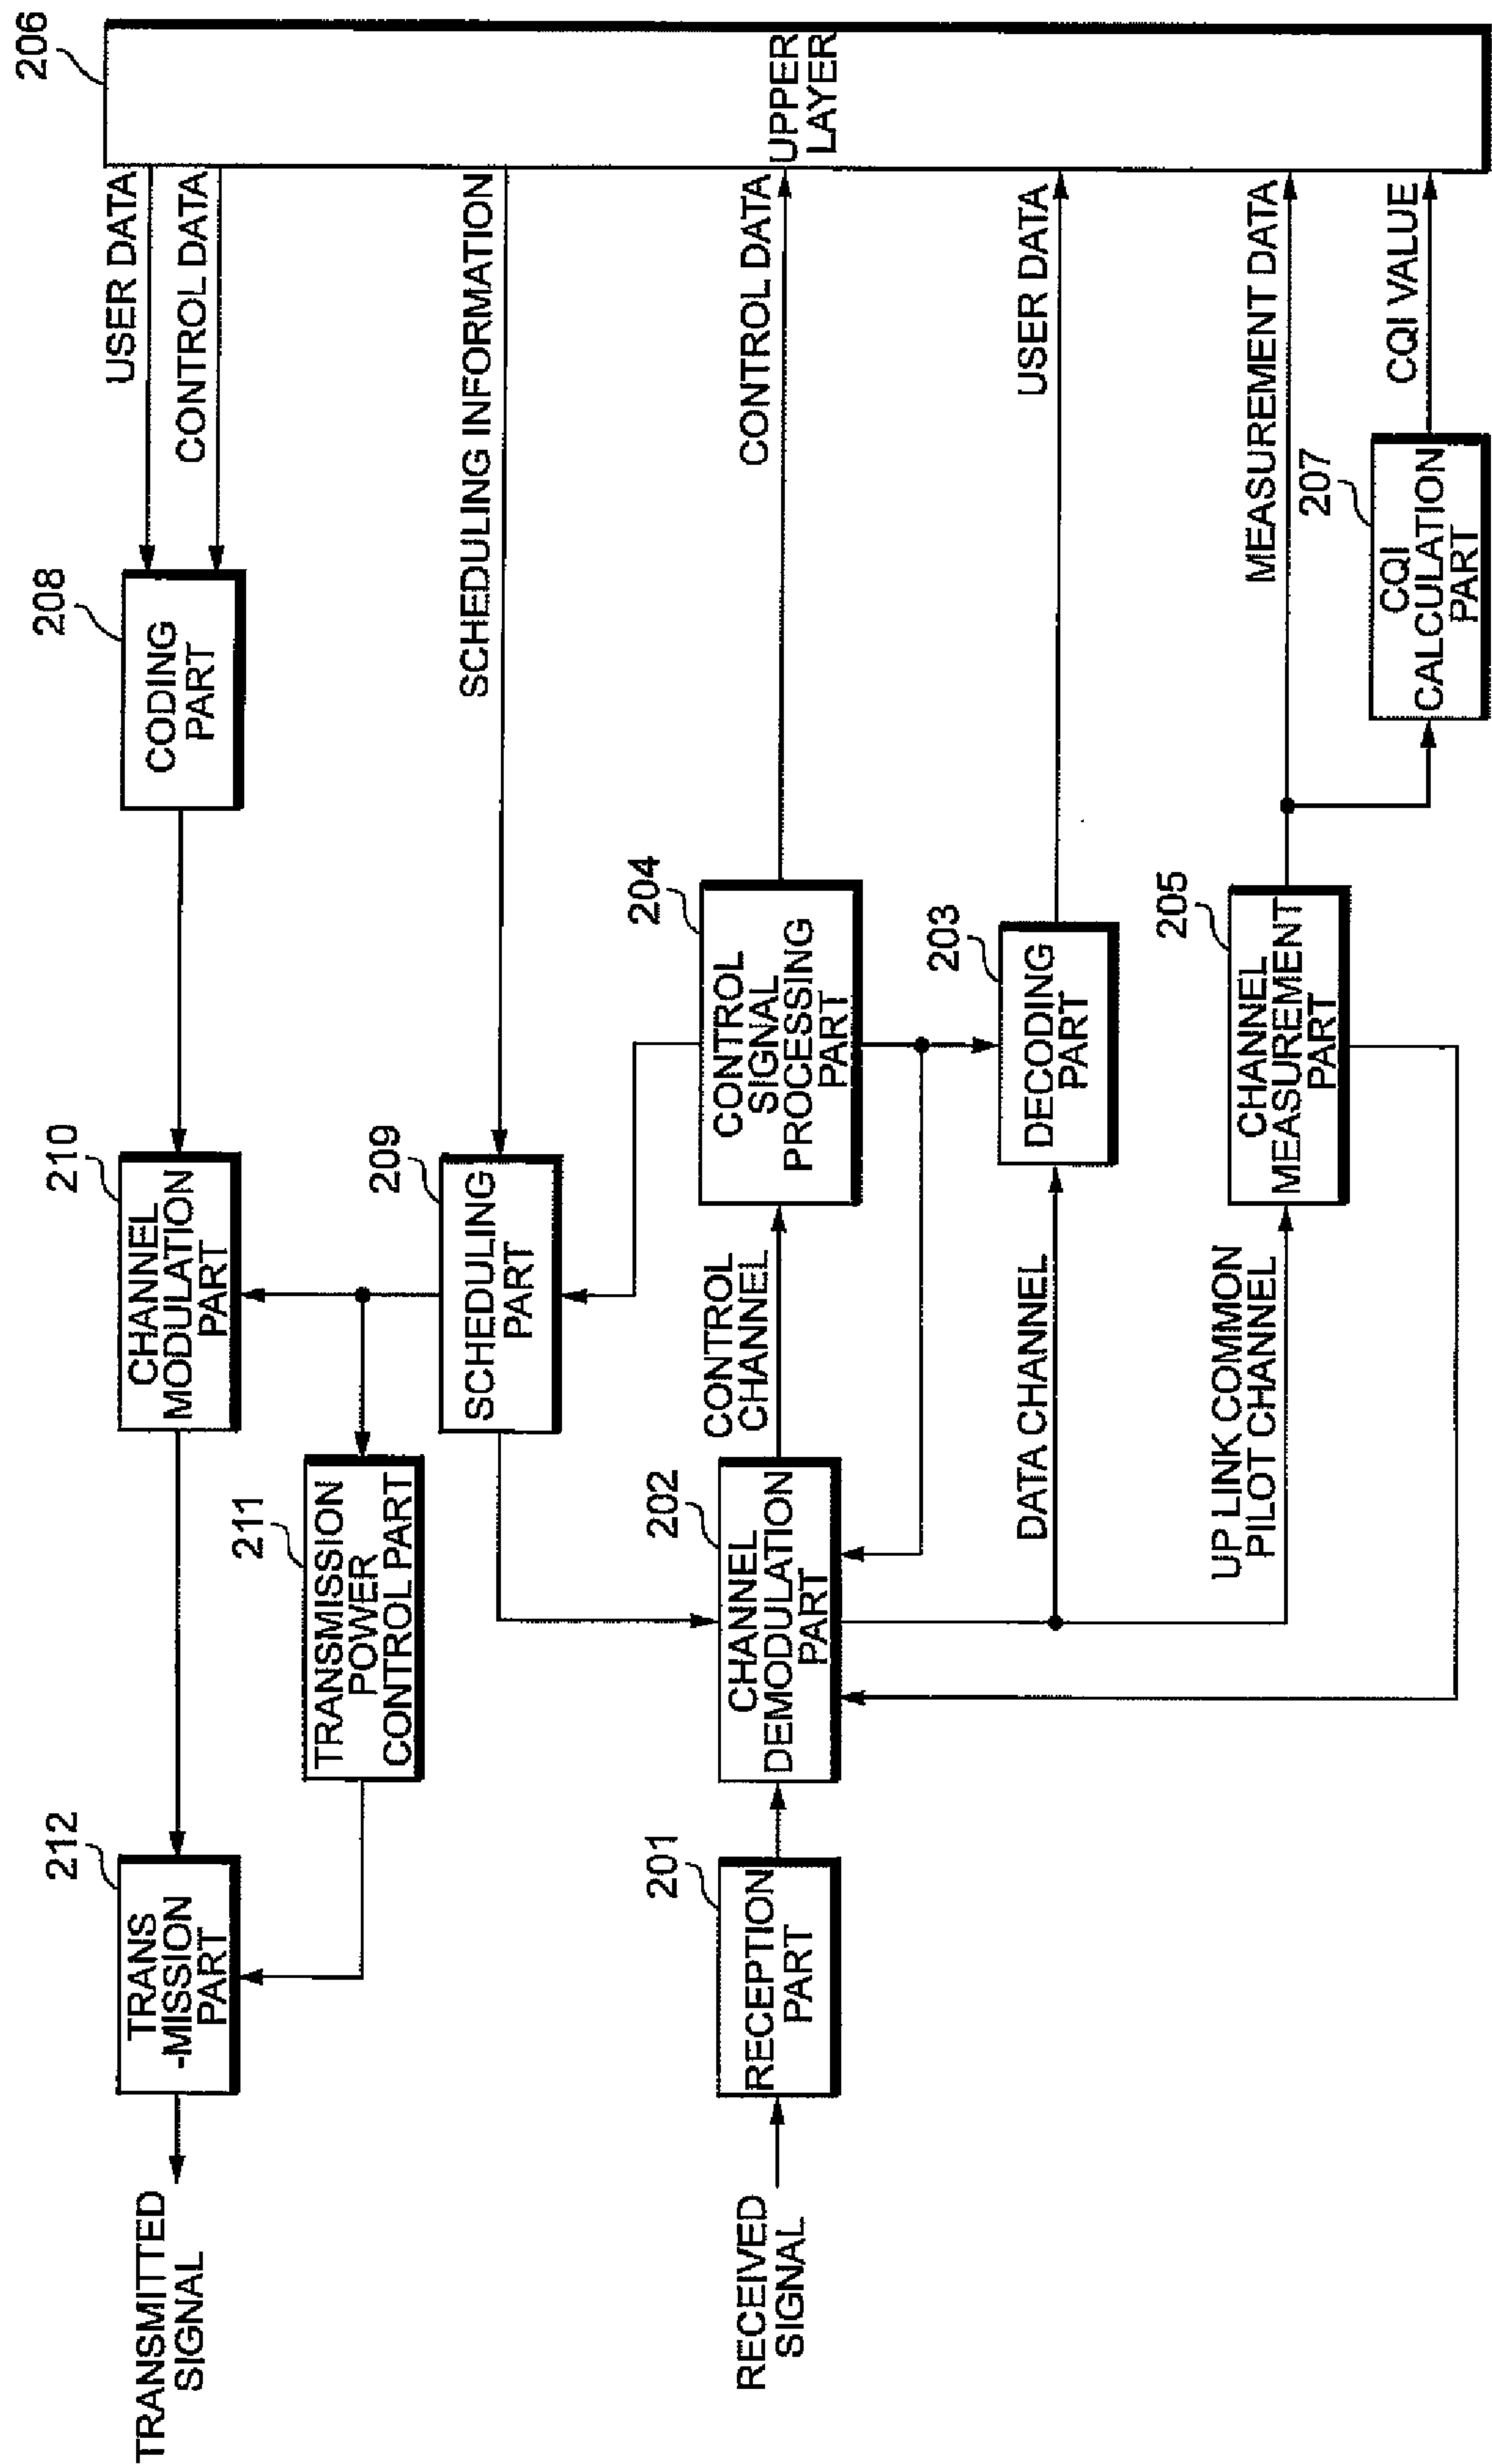 TRANSMITTED
SIGNAL
212
TRANS
-MISSION
PART
211
TRANSMISSION
POWER
CONTROL PART
210
CHANNEL
MODULATION
PART
208
CODING
PART
USER DATA
CONTROL DATA
206
UPPER
LAYER
209
SCHEDULING
PART
SCHEDULING INFORMATION
RECEIVED
SIGNAL
201
RECEPTION
PART
202
CHANNEL
DEMODULATION
PART
CONTROL
CHANNEL
204
CONTROL
SIGNAL
PROCESSING
PART
CONTROL DATA
DATA CHANNEL
203
DECODING
PART
USER DATA
UP LINK COMMON
PILOT CHANNEL
205
CHANNEL
MEASUREMENT
PART
MEASUREMENT DATA
207
CQI
CALCULATION
PART
CQI VALUE